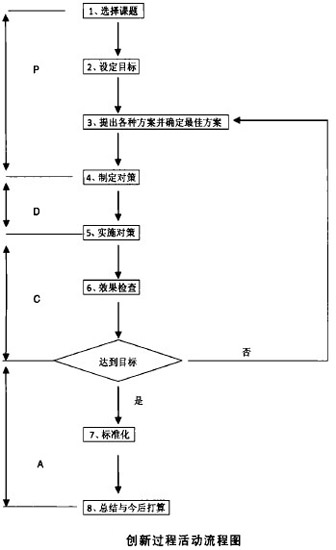 1、选择课题
P
2、设定目标
3、提出各种方案并确定最佳方案
4、制定对策
D
5、实施对策
6、效果检查
C
达到目标
否
是
7、标准化
A
8、总结与今后打算
创新过程活动流程图